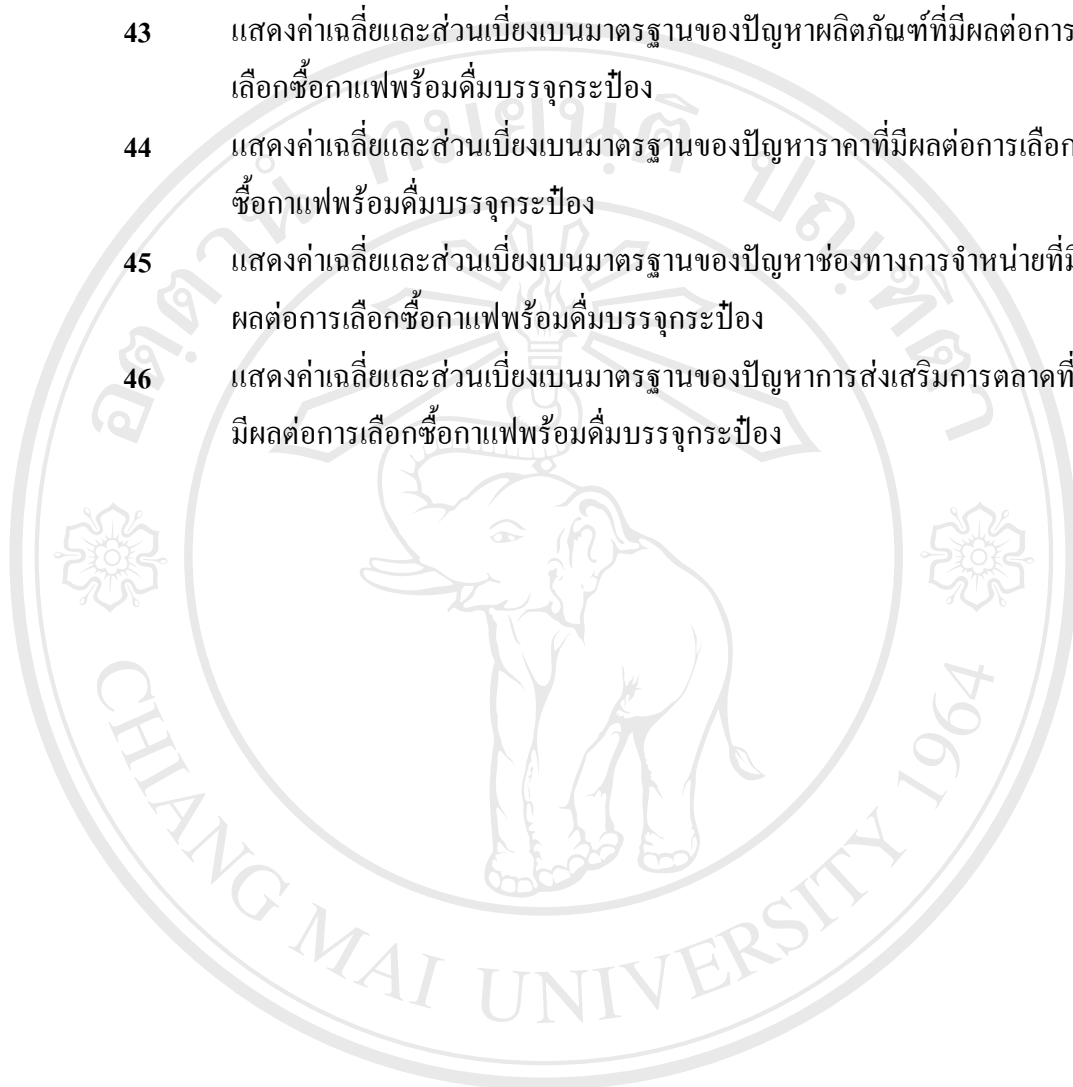 43 แสดงค่าเฉลี่ยและส่วนเบี่ยงเบนมาตรฐานของปัญหาผลิตภัณฑ์ที่มีผลต่อการ
เลือกซื้อกาแฟพร้อมดื่มบรรจุกระป๋อง
44 แสดงค่าเฉลี่ยและส่วนเบี่ยงเบนมาตรฐานของปัญหาราคาที่มีผลต่อการเลือก
ซื้อกาแฟพร้อมดื่มบรรจุกระป๋อง
45 แสดงค่าเฉลี่ยและส่วนเบี่ยงเบนมาตรฐานของปัญหาช่องทางการจำหน่ายที่มี
ผลต่อการเลือกซื้อกาแฟพร้อมดื่มบรรจุกระป๋อง
46 แสดงค่าเฉลี่ยและส่วนเบี่ยงเบนมาตรฐานของปัญหาการส่งเสริมการตลาดที่
มีผลต่อการเลือกซื้อกาแฟพร้อมดื่มบรรจุกระป๋อง
อตฺตานํ ทมยนฺติ ปณฺฑิตา
CHIANG MAI UNIVERSITY 1964